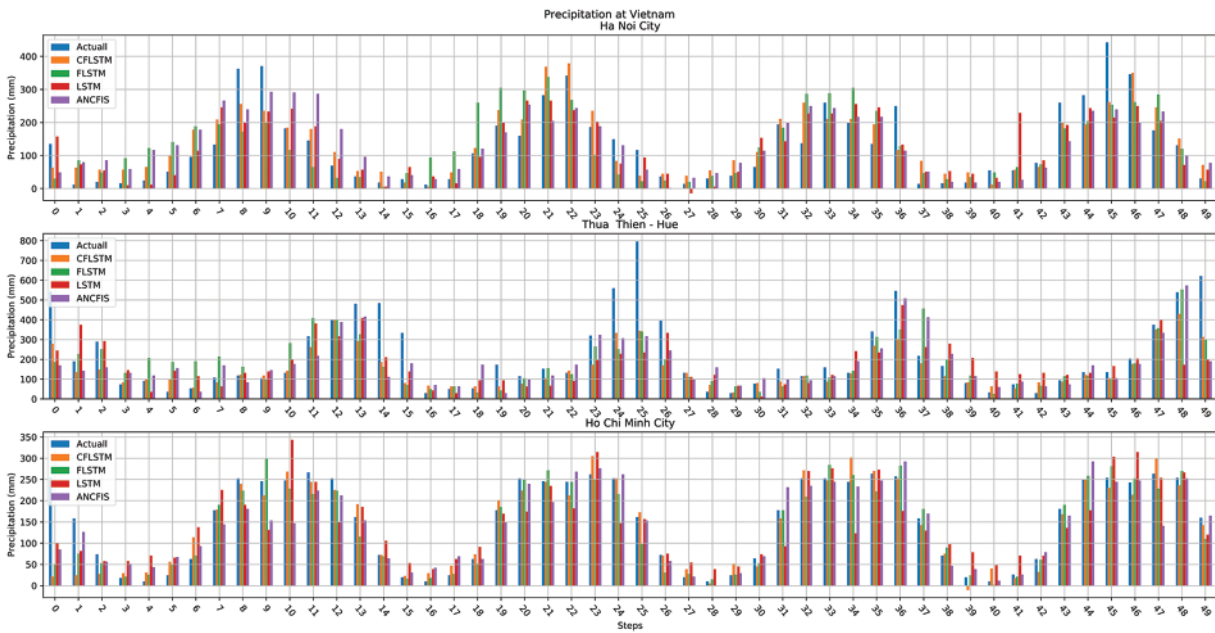 Precipitation at Vietnam
Ha Noi City
Precipitation (mm)
400
300
200
100
0
Actuall
CFLSTM
FLSTM
LSTM
ANCFIS
0 1 2 3 4 5 6 7 8 9 10 11 12 13 14 15 16 17 18 19 20 21 22 23 24 25 26 27 28 29 30 31 32 33 34 35 36 37 38 39 40 41 42 43 44 45 46 47 48 49
Thua Thien - Hue
Precipitation (mm)
800
700
600
500
400
300
200
100
0
Actuall
CFLSTM
FLSTM
LSTM
ANCFIS
0 1 2 3 4 5 6 7 8 9 10 11 12 13 14 15 16 17 18 19 20 21 22 23 24 25 26 27 28 29 30 31 32 33 34 35 36 37 38 39 40 41 42 43 44 45 46 47 48 49
Ho Chi Minh City
Precipitation (mm)
350
300
250
200
150
100
50
0
Actuall
CFLSTM
FLSTM
LSTM
ANCFIS
0 1 2 3 4 5 6 7 8 9 10 11 12 13 14 15 16 17 18 19 20 21 22 23 24 25 26 27 28 29 30 31 32 33 34 35 36 37 38 39 40 41 42 43 44 45 46 47 48 49
Steps